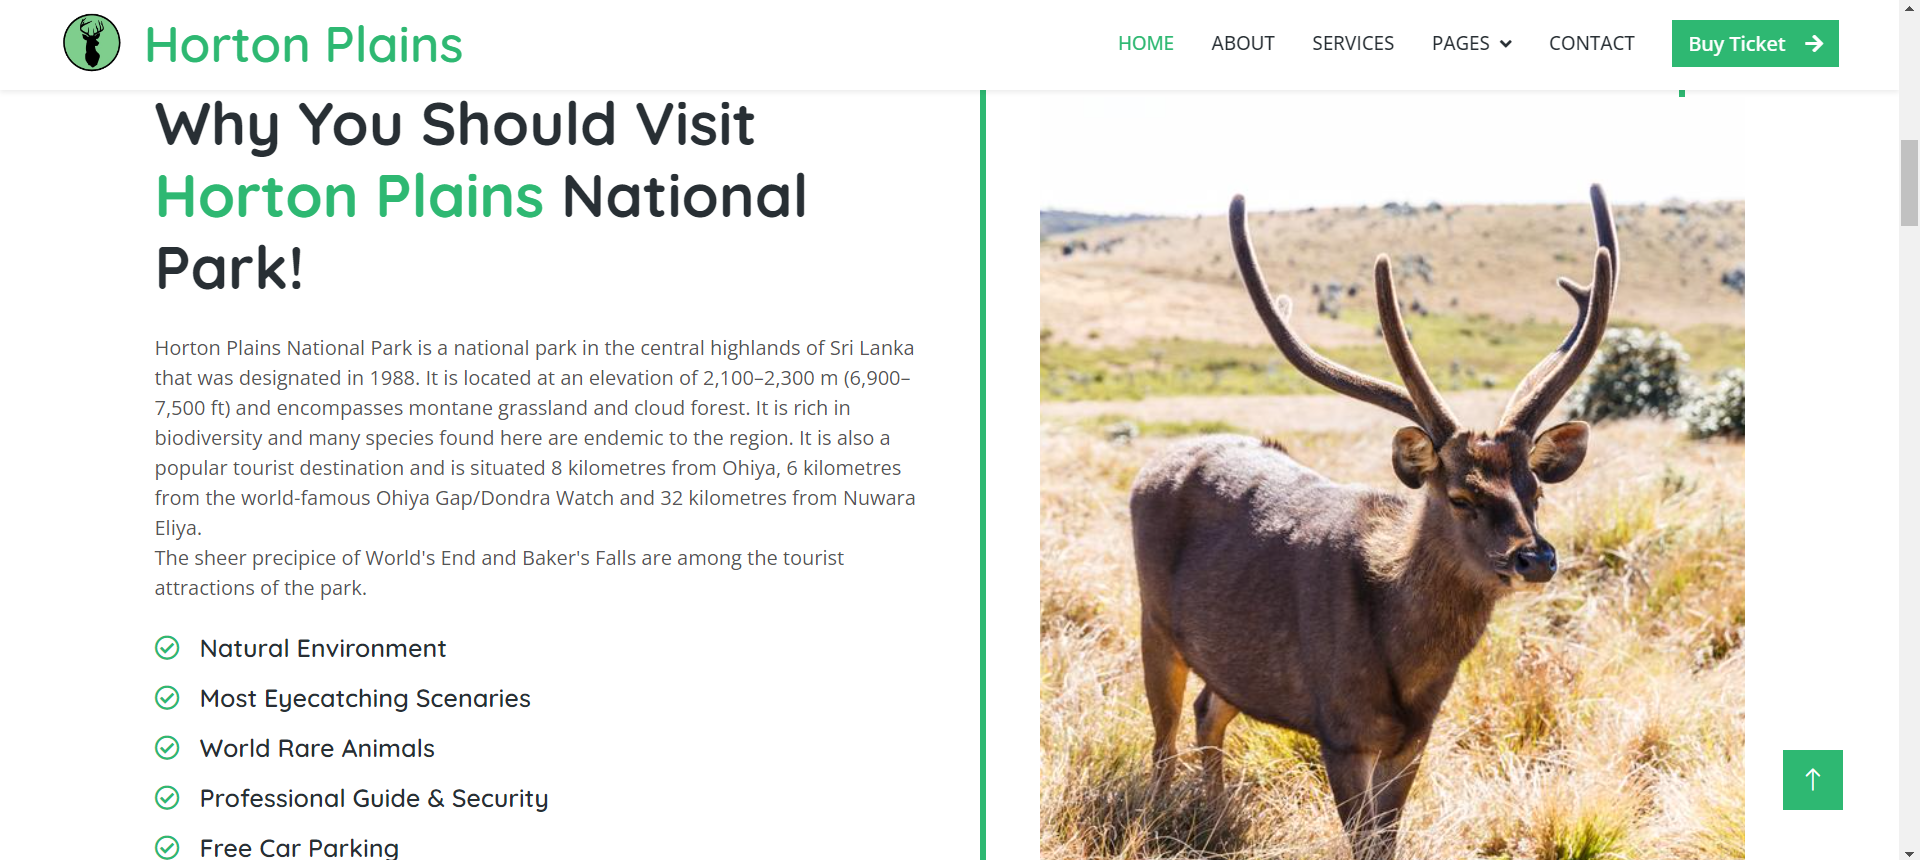 Horton Plains
HOME
ABOUT
SERVICES
PAGES
CONTACT
Buy Ticket
Why You Should Visit
Horton Plains National
Park!
Horton Plains National Park is a national park in the central highlands of Sri Lanka
that was designated in 1988. It is located at an elevation of 2,100–2,300 m (6,900–
7,500 ft) and encompasses montane grassland and cloud forest. It is rich in
biodiversity and many species found here are endemic to the region. It is also a
popular tourist destination and is situated 8 kilometres from Ohiya, 6 kilometres
from the world-famous Ohiya Gap/Dondra Watch and 32 kilometres from Nuwara
Eliya.
The sheer precipice of World's End and Baker's Falls are among the tourist
attractions of the park.
Natural Environment
Most Eyecatching Scenaries
World Rare Animals
Professional Guide & Security
Free Car Parking